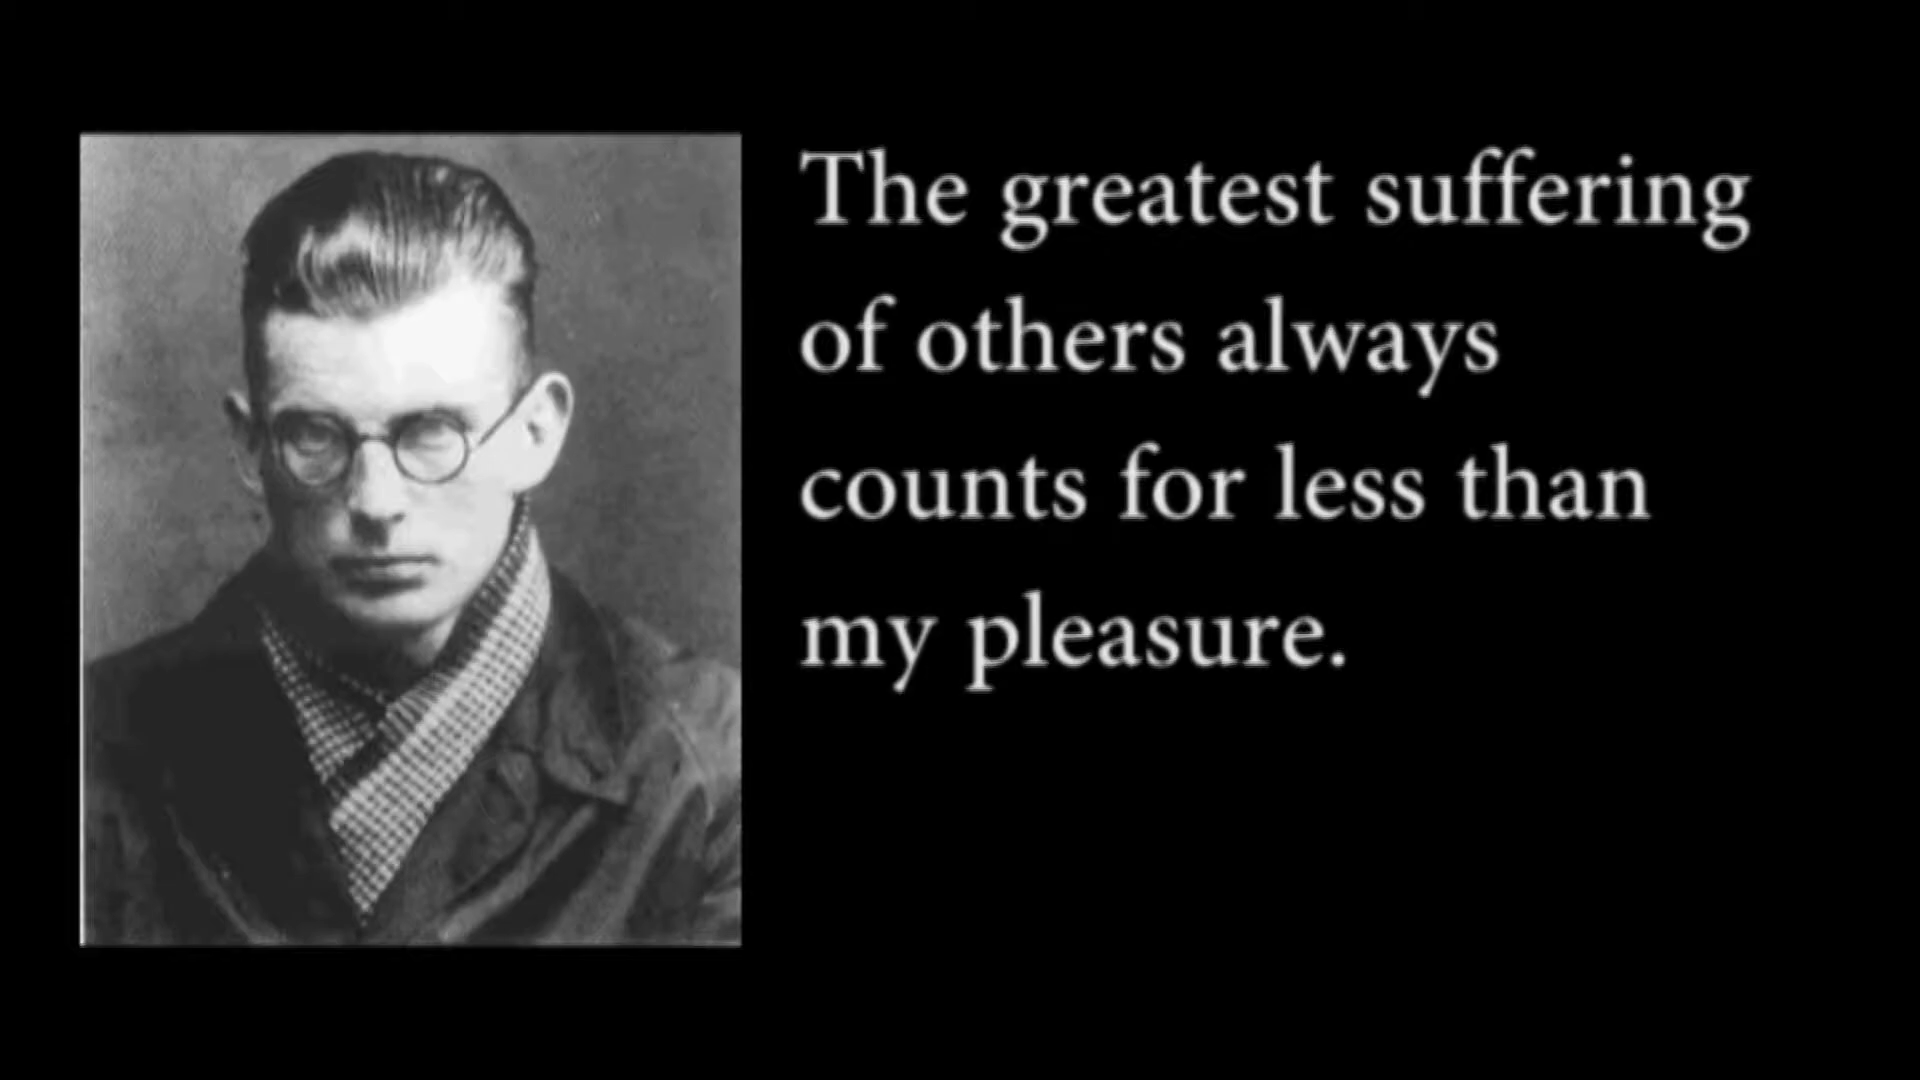 The greatest suffering
of others always
counts for less than
my pleasure.